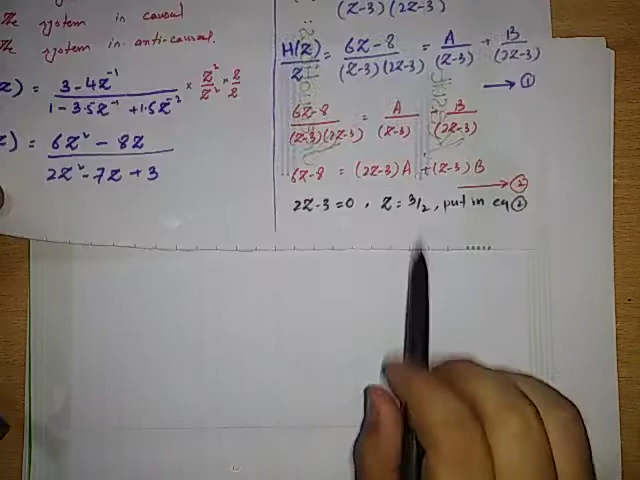 The system in causal
The system in anti-causal.
z) = 3-4z⁻¹ / 1-3.5z⁻¹ +1.5z⁻² × z²/z² × 2/2
z) = 6z² - 8z / 2z² - 7z + 3
(z-3)(2z-3)
H(z)/z = 6z-8 / (z-3)(2z-3) = A/(z-3) + B/(2z-3)
→ ①
6z-8 / (z-3)(2z-3) = A/(z-3) + B/(2z-3)
6z-8 = (2z-3)A + (z-3)B
→ ②
2z-3=0, z = 3/2, put in eq ②